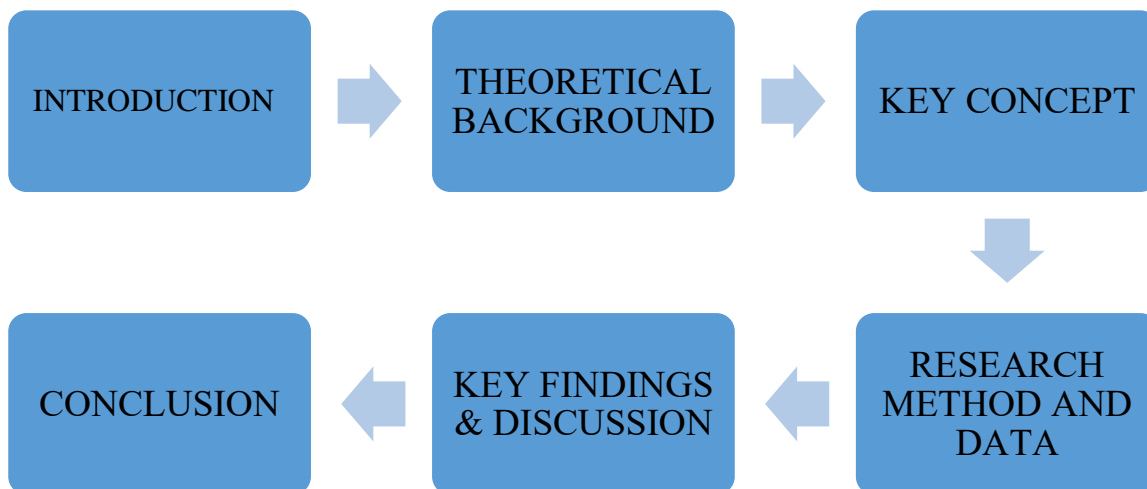 INTRODUCTION
THEORETICAL
BACKGROUND
KEY CONCEPT
RESEARCH
METHOD AND
DATA
KEY FINDINGS
& DISCUSSION
CONCLUSION